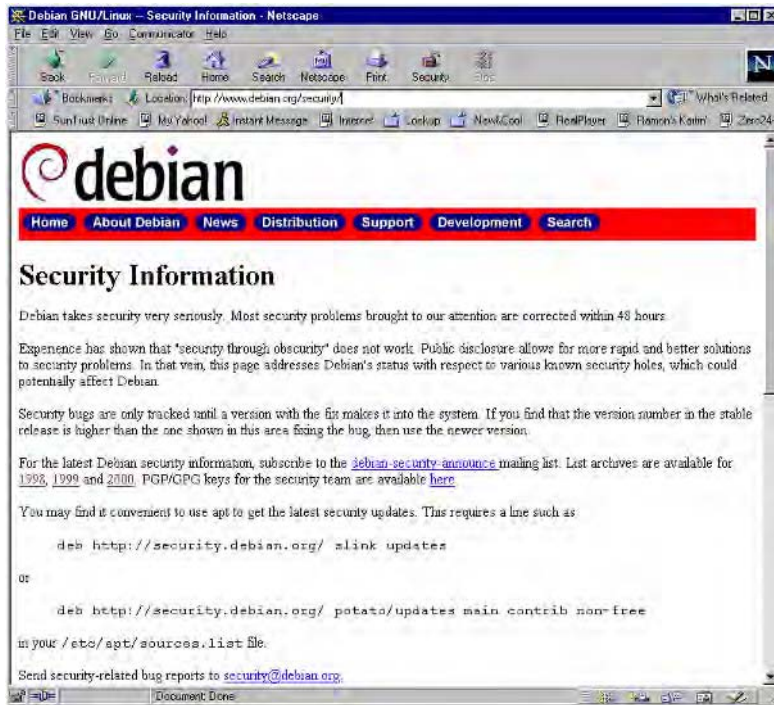 Debian GNU/Linux -- Security Information - Netscape
File Edit View Go Communicator Help
Back Forward Reload Home Search Netscape Print Security Stop
Bookmarks Location: http://www.debian.org/security/ What's Related
SunTrust Online My Yahoo! Instant Message Internet Lookup New&Cool RealPlayer
debian
Home About Debian News Distribution Support Development Search
Security Information
Debian takes security very seriously. Most security problems brought to our attention are corrected within 48 hours.
Experience has shown that "security through obscurity" does not work. Public disclosure allows for more rapid and better solutions
to security problems. In that vein, this page addresses Debian's status with respect to various known security holes, which could
potentially affect Debian.
Security bugs are only tracked until a version with the fix makes it into the system. If you find that the version number in the stable
release is higher than the one shown in this area fixing the bug, then use the newer version.
For the latest Debian security information, subscribe to the debian-security-announce mailing list. List archives are available for
1998, 1999 and 2000. PGP/GPG keys for the security team are available here.
You may find it convenient to use apt to get the latest security updates. This requires a line such as
deb http://security.debian.org/ slink updates
or
deb http://security.debian.org/ potato/updates main contrib non-free
in your /etc/apt/sources.list file.
Send security-related bug reports to security@debian.org.
Document: Done